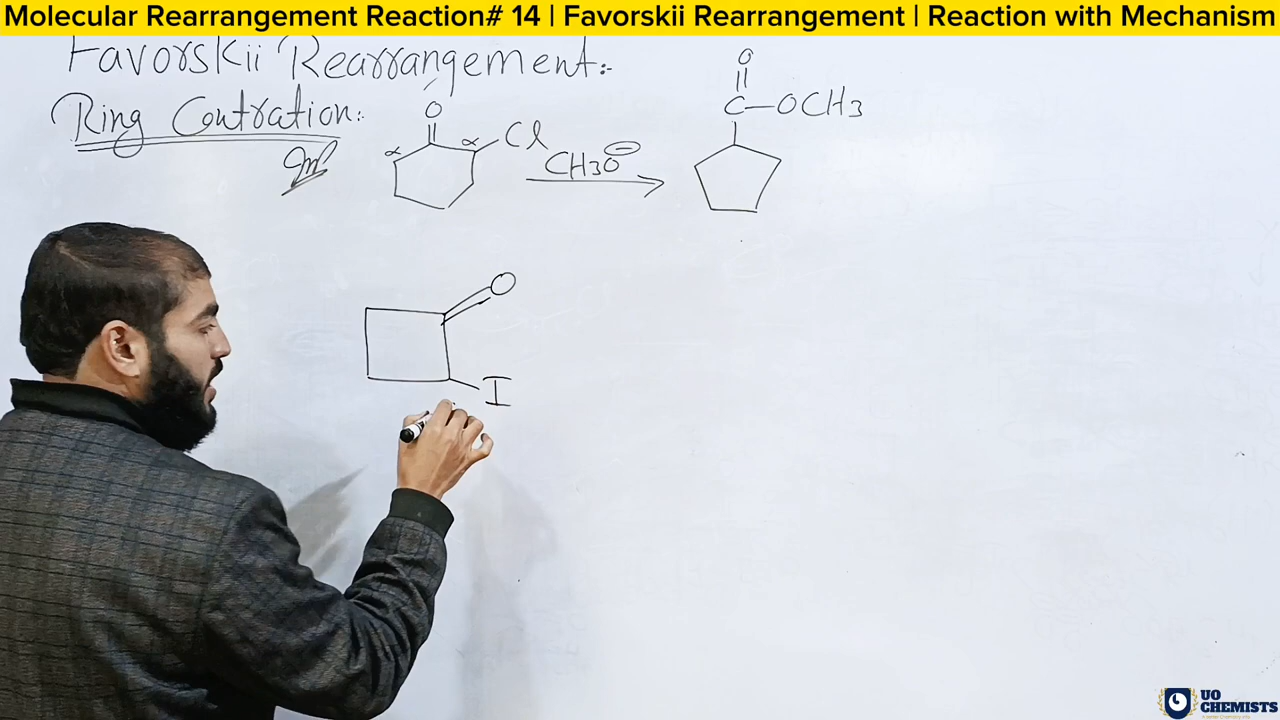 Molecular Rearrangement Reaction# 14 | Favorskii Rearrangement | Reaction with Mechanism
Favorskii Rearrangement:-
Ring Contration:
O
α α Cl
CH3O⊖
O
C-OCH3
O
I
UO
CHEMISTS